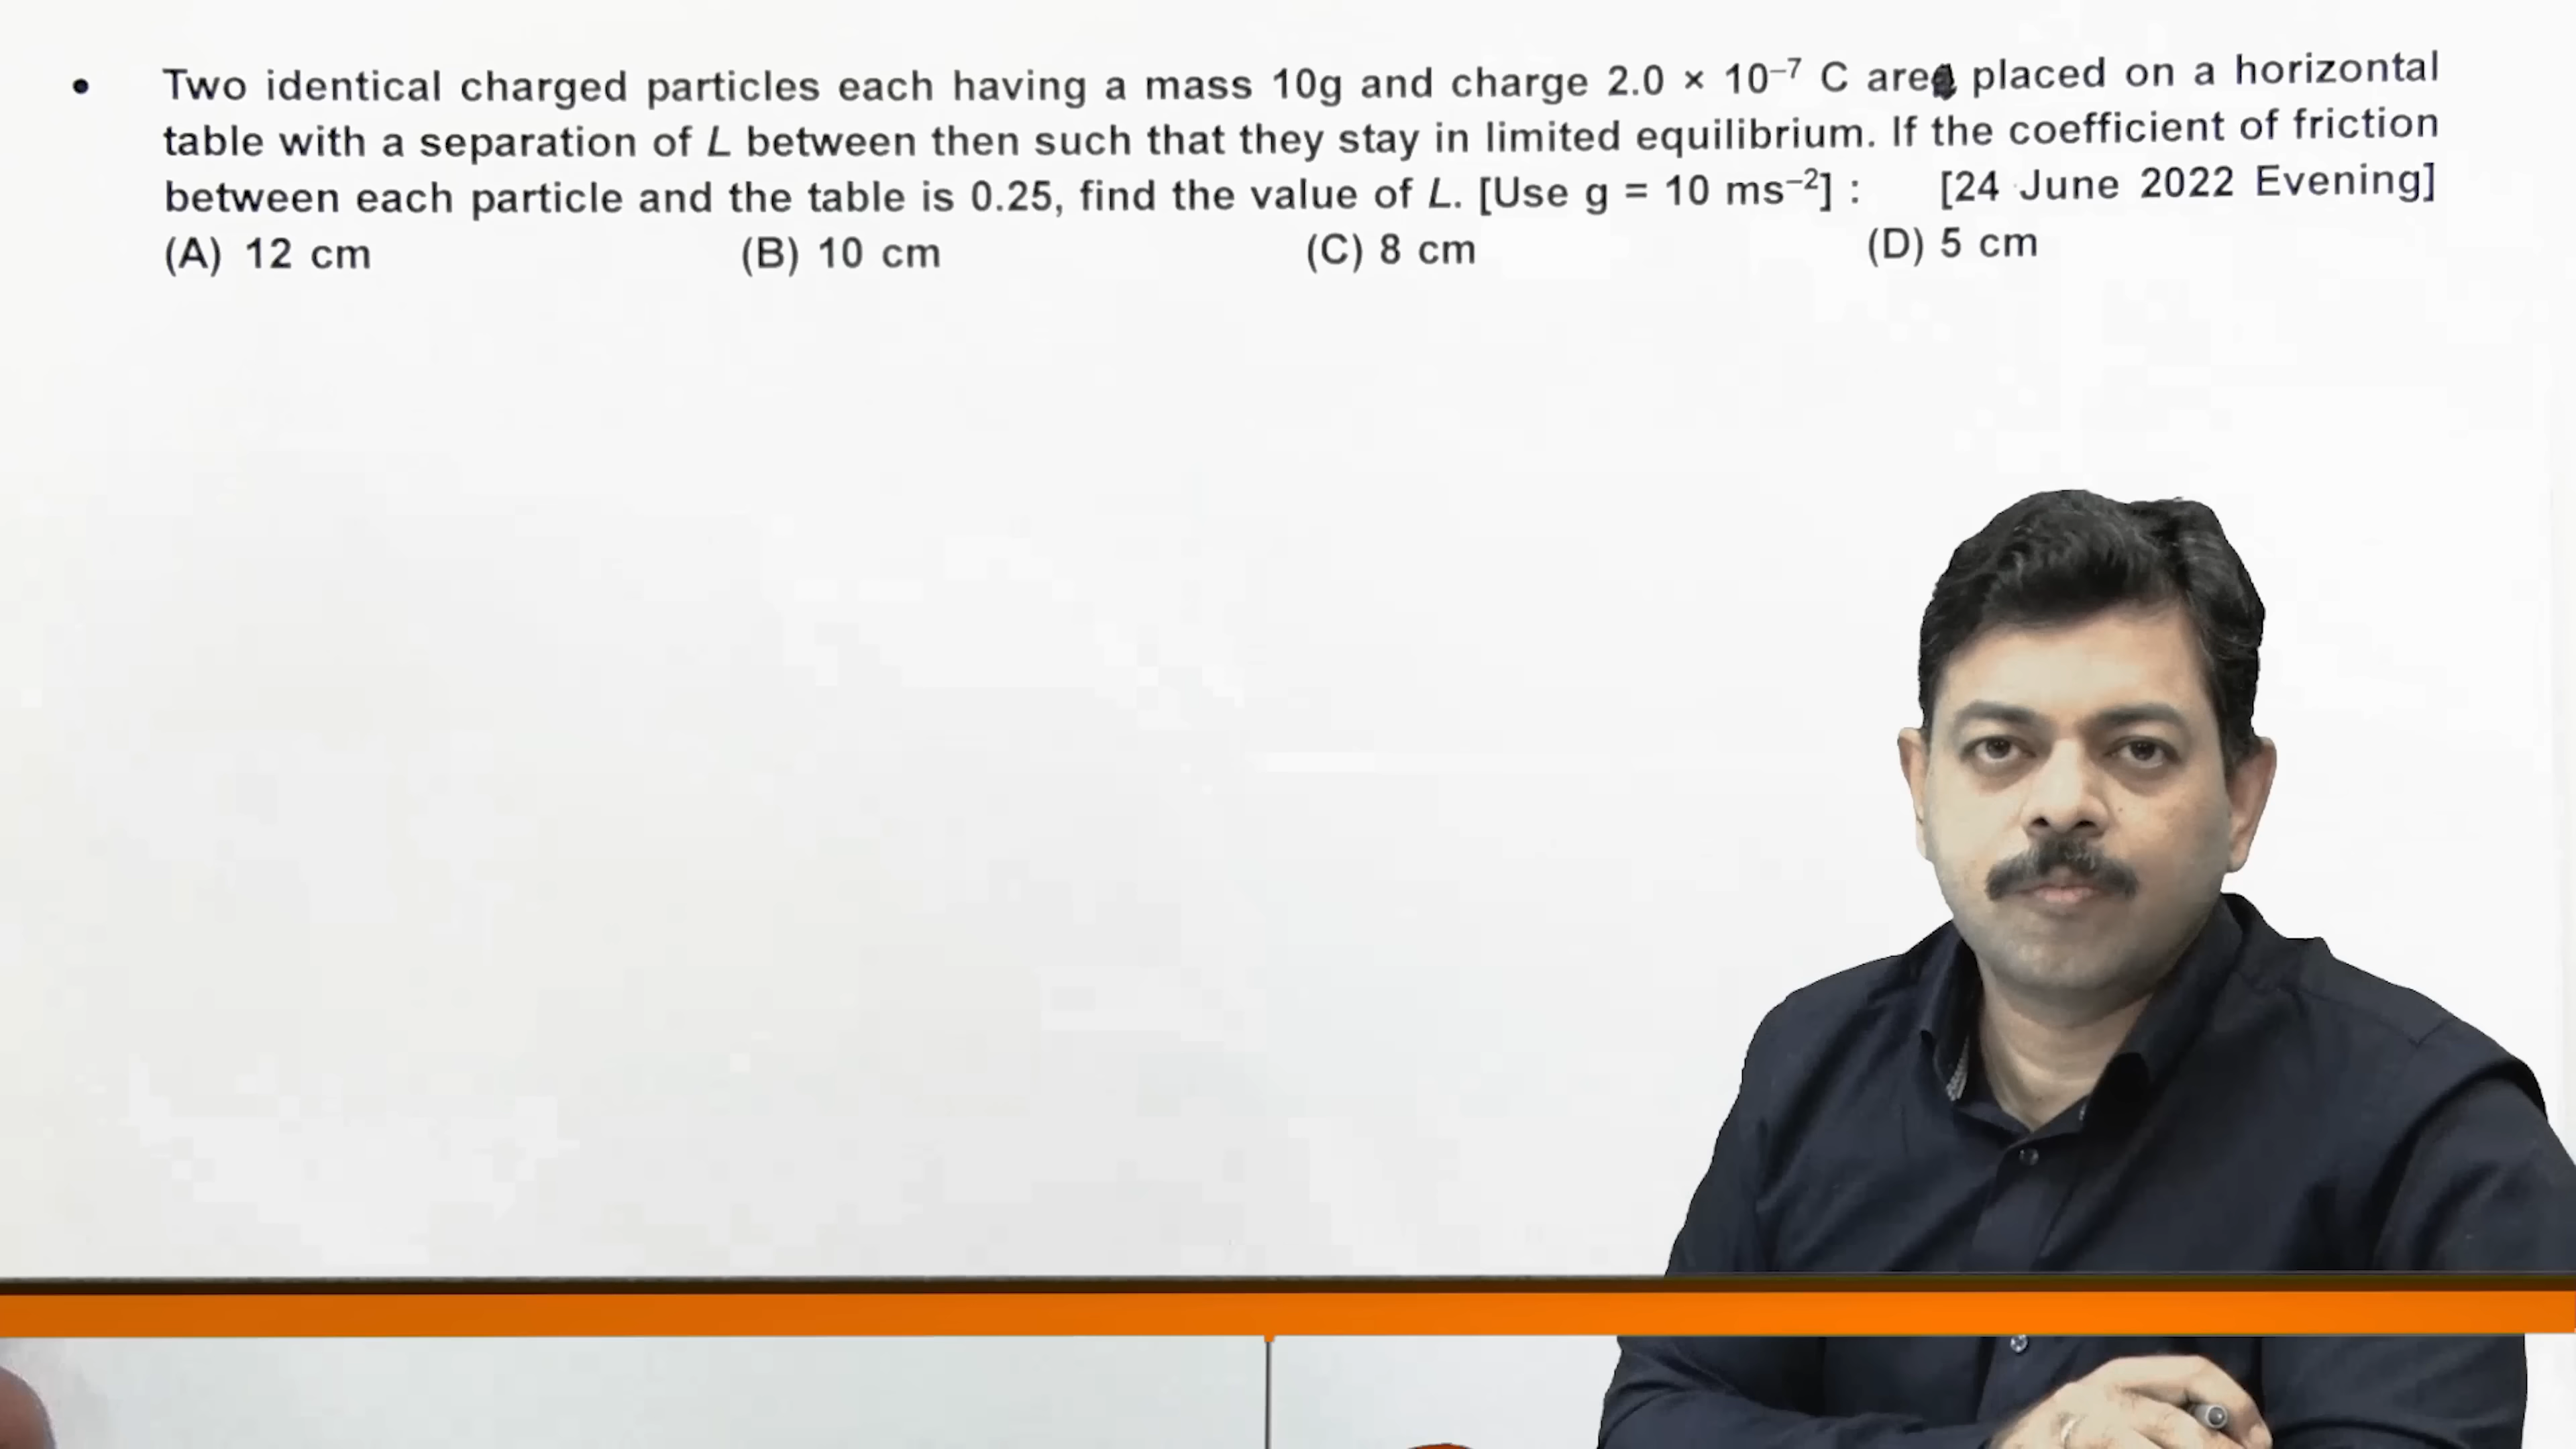 • Two identical charged particles each having a mass 10g and charge 2.0 × 10⁻⁷ C are placed on a horizontal
table with a separation of L between then such that they stay in limited equilibrium. If the coefficient of friction
between each particle and the table is 0.25, find the value of L. [Use g = 10 ms⁻²] : [24 June 2022 Evening]
(A) 12 cm (B) 10 cm (C) 8 cm (D) 5 cm